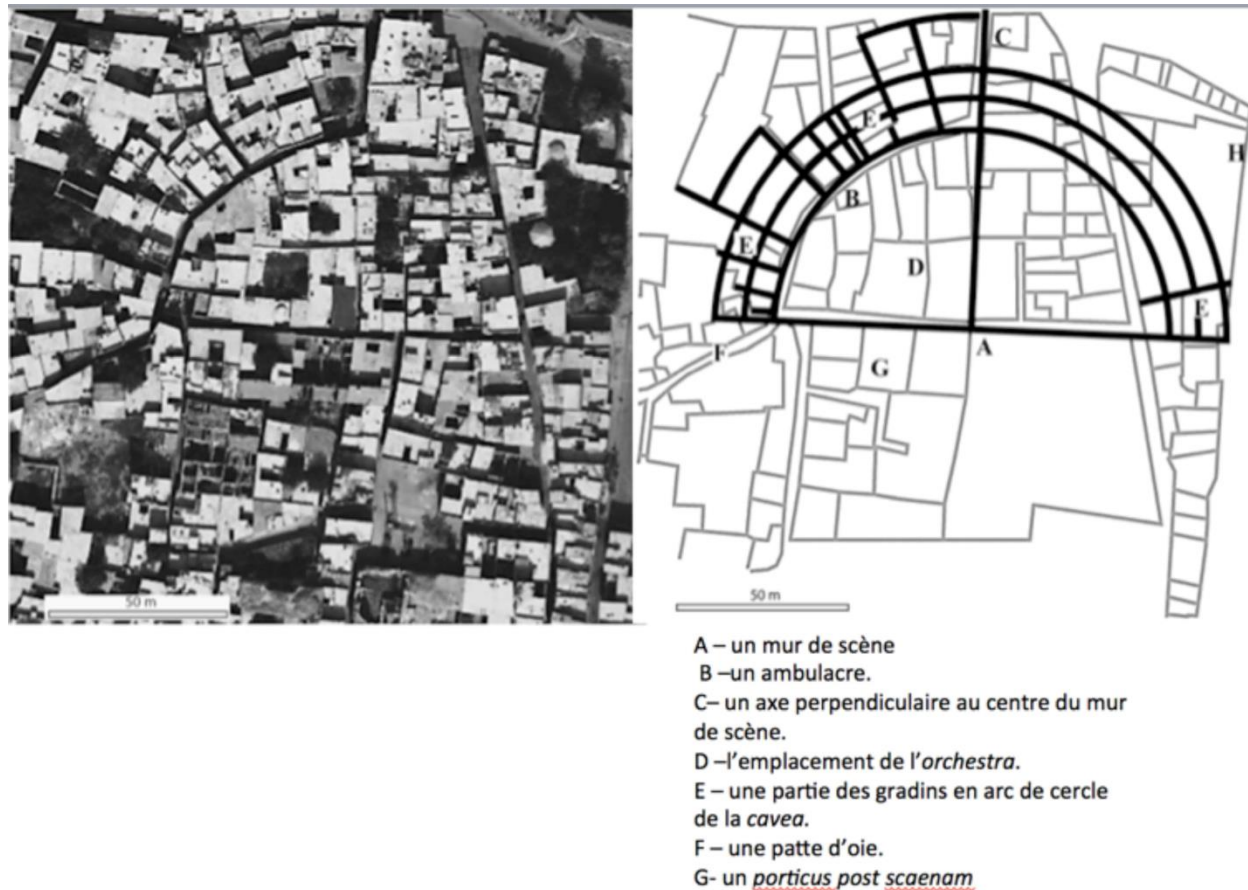 50 m
C
E
H
B
E
D
E
F
A
G
50 m
A – un mur de scène
B –un ambulacre.
C– un axe perpendiculaire au centre du mur
de scène.
D –l’emplacement de l’orchestra.
E – une partie des gradins en arc de cercle
de la cavea.
F – une patte d’oie.
G- un porticus post scaenam